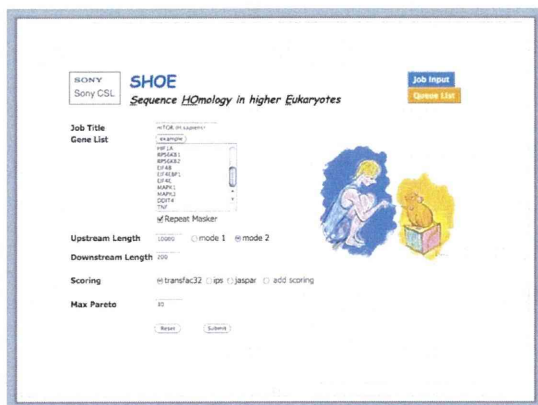 SONY
Sony CSL
SHOE
Sequence HOmology in higher Eukaryotes
Job Input
Queue List
Job Title
mTOR.m.sapiens
Gene List
example
HIF1A
RPS6KB1
RPS6KB2
EIF4B
EIF4EBP1
EIF4E
MAPK1
MAPK3
DDIT4
TNF
Repeat Masker
Upstream Length 10000 mode 1 mode 2
Downstream Length 200
Scoring transfac32 ips jaspar add scoring
Max Pareto
Reset Submit